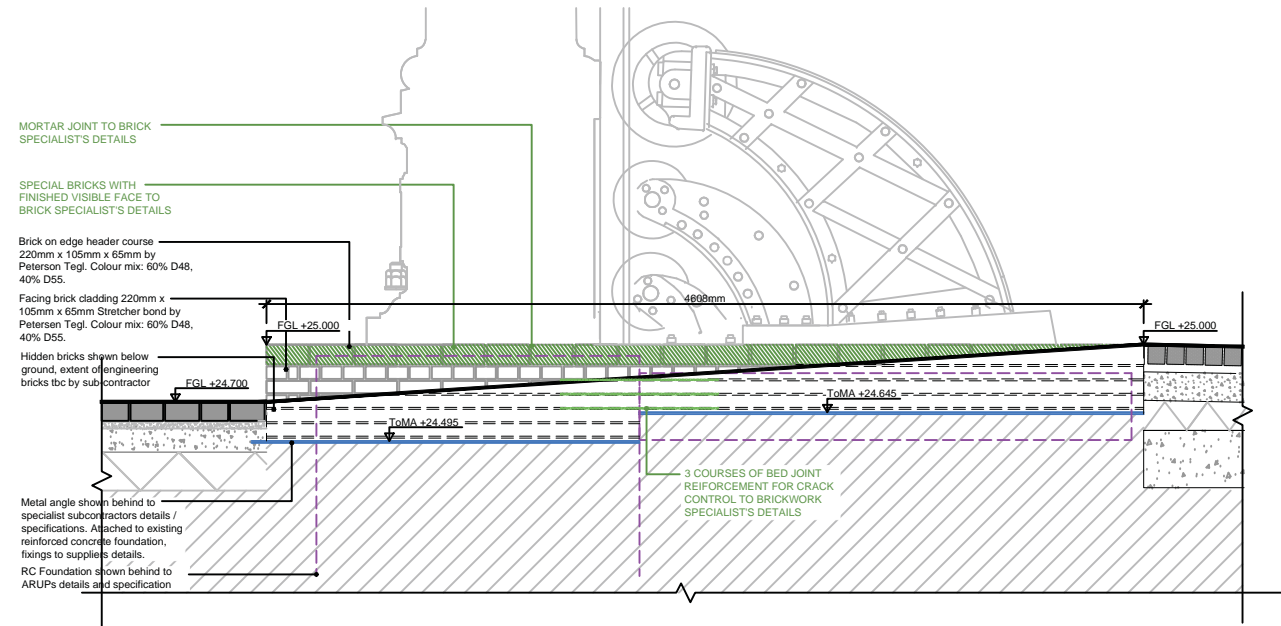 MORTAR JOINT TO BRICK
SPECIALIST'S DETAILS
SPECIAL BRICKS WITH
FINISHED VISIBLE FACE TO
BRICK SPECIALIST'S DETAILS
Brick on edge header course
220mm x 105mm x 65mm by
Peterson Tegl. Colour mix: 60% D48,
40% D55.
Facing brick cladding 220mm x
105mm x 65mm Stretcher bond by
Petersen Tegl. Colour mix: 60% D48,
40% D55.
Hidden bricks shown below
ground, extent of engineering
bricks tbc by sub-contractor
4608mm
FGL +25.000
FGL +25.000
FGL +24.700
ToMA +24.645
ToMA +24.495
3 COURSES OF BED JOINT
REIFORCEMENT FOR CRACK
CONTROL TO BRICKWORK
SPECIALIST'S DETAILS
Metal angle shown behind to
specialist subcontractors details /
specifications. Attached to existing
reinforced concrete foundation,
fixings to suppliers details.
RC Foundation shown behind to
ARUPs details and specification